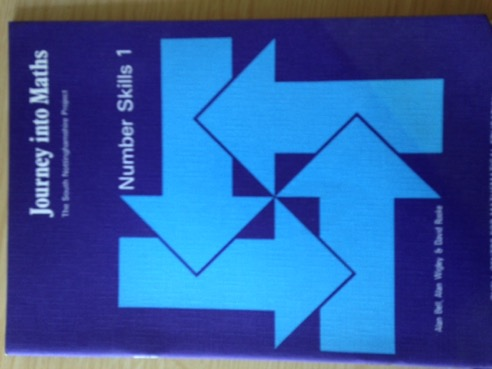 Journey into Maths
The South Nottinghamshire Project
Number Skills 1
Alan Bell, Alan Wigley & David Rooke